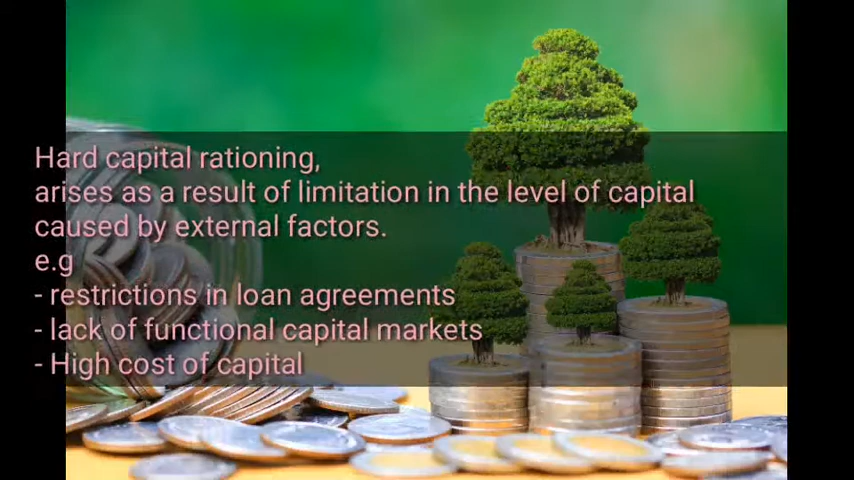 Hard capital rationing,
arises as a result of limitation in the level of capital
caused by external factors.
e.g
- restrictions in loan agreements
- lack of functional capital markets
- High cost of capital